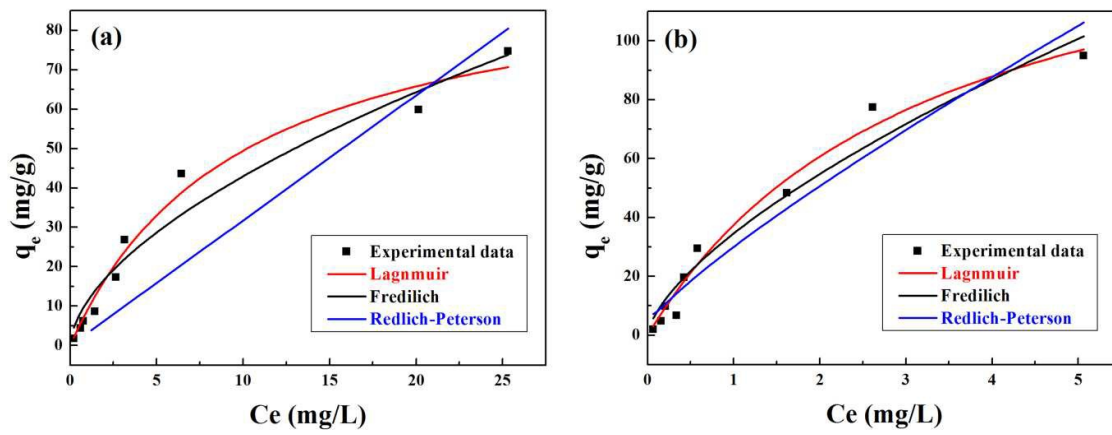 (a)
80
70
60
50
40
30
20
10
0
q_e (mg/g)
0 5 10 15 20 25
Ce (mg/L)
Experimental data
Lagnmuir
Fredilich
Redlich-Peterson
(b)
100
80
60
40
20
0
q_e (mg/g)
0 1 2 3 4 5
Ce (mg/L)
Experimental data
Lagnmuir
Fredilich
Redlich-Peterson